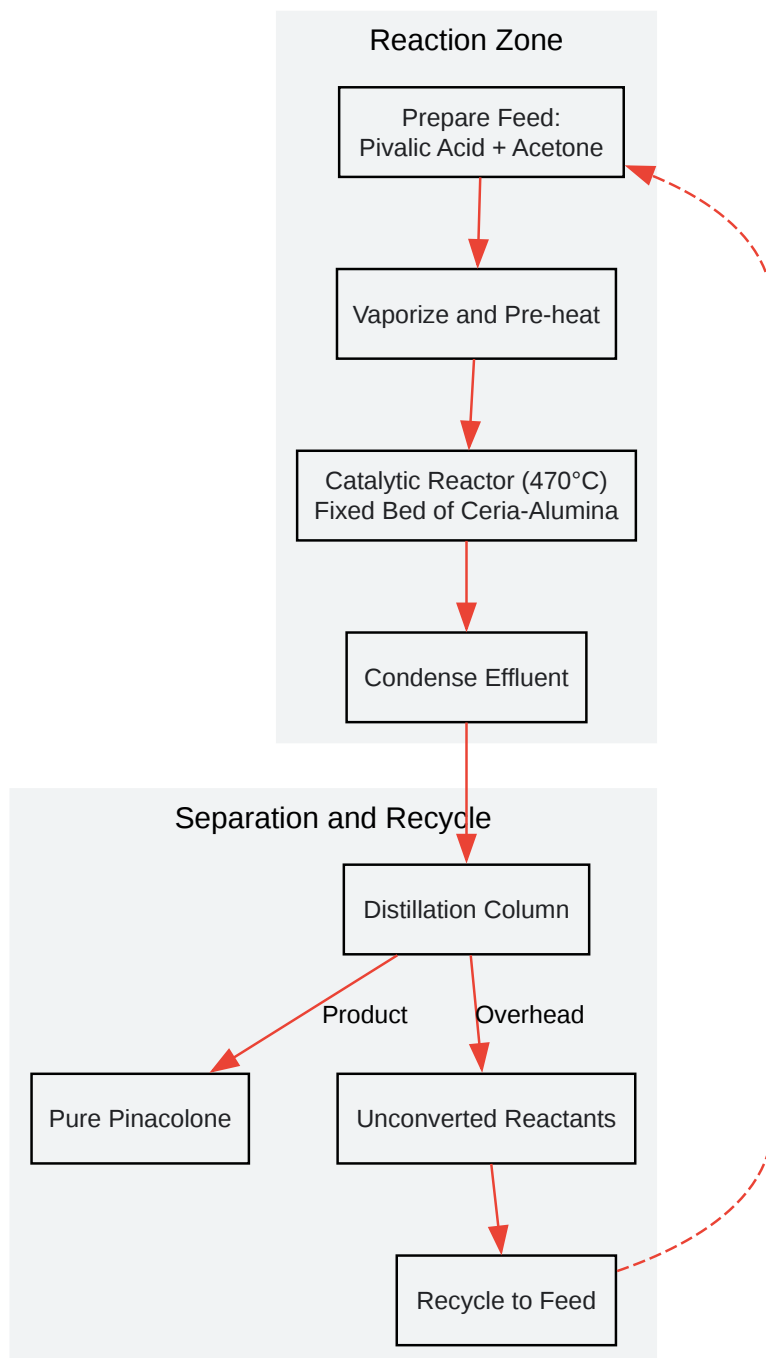 Reaction Zone
Prepare Feed:
Pivalic Acid + Acetone
Vaporize and Pre-heat
Catalytic Reactor (470°C)
Fixed Bed of Ceria-Alumina
Condense Effluent
Separation and Recycle
Distillation Column
Product
Overhead
Pure Pinacolone
Unconverted Reactants
Recycle to Feed